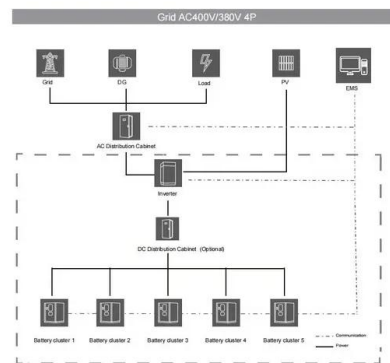 Grid AC400V/380V 4P
Grid
DG
Load
PV
EMS
AC Distribution Cabinet
Inverter
DC Distribution Cabinet (Optional)
Battery cluster 1
Battery cluster 2
Battery cluster 3
Battery cluster 4
Battery cluster 5
Communication
Power